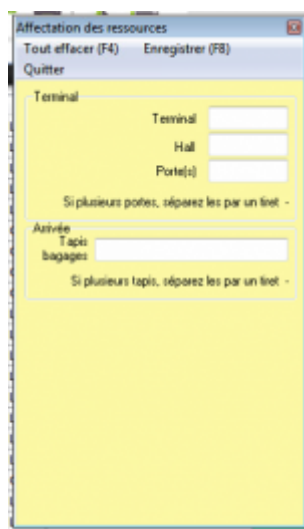 Affectation des ressources
Tout effacer (F4) Enregistrer (F8)
Quitter
Terminal
Terminal
Hall
Porte(s)
Si plusieurs portes, séparez les par un tiret -
Arrivée
Tapis
bagages
Si plusieurs tapis, séparez les par un tiret -